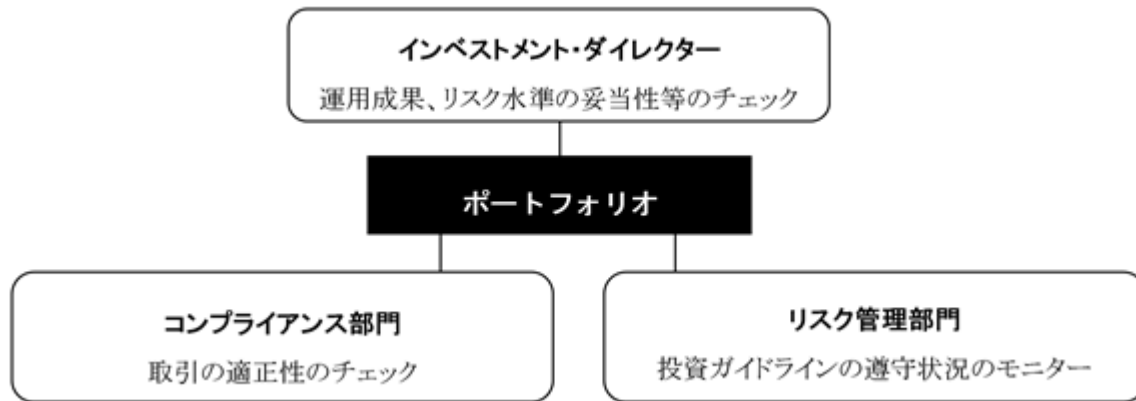 インベストメント・ダイレクター
運用成果、リスク水準の妥当性等のチェック
ポートフォリオ
コンプライアンス部門
取引の適正性のチェック
リスク管理部門
投資ガイドラインの遵守状況のモニター